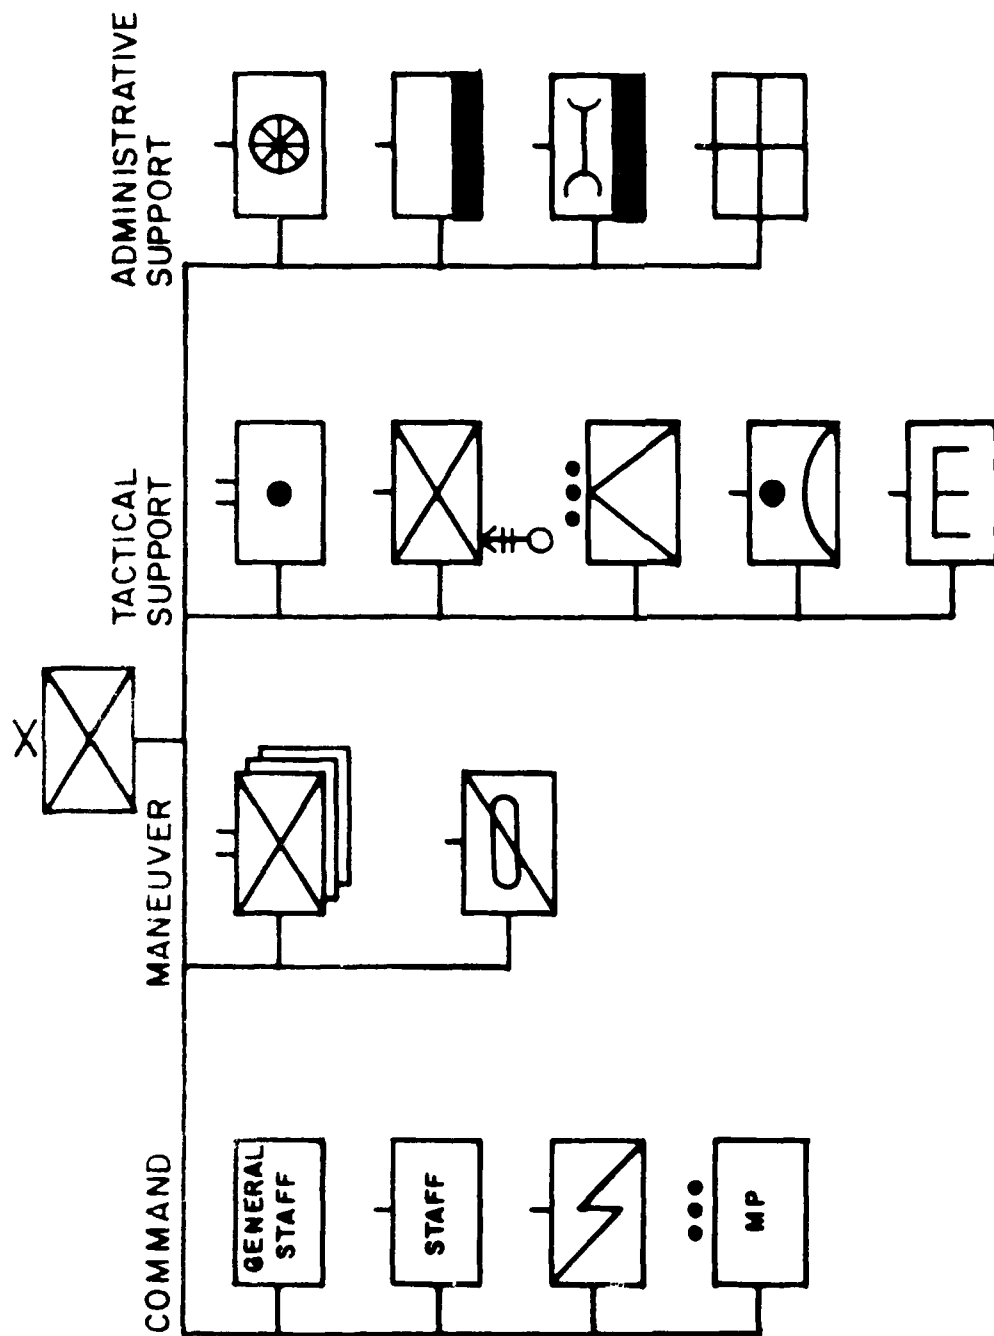 COMMAND
MANEUVER
TACTICAL
SUPPORT
ADMINISTRATIVE
SUPPORT
GENERAL
STAFF
STAFF
MP